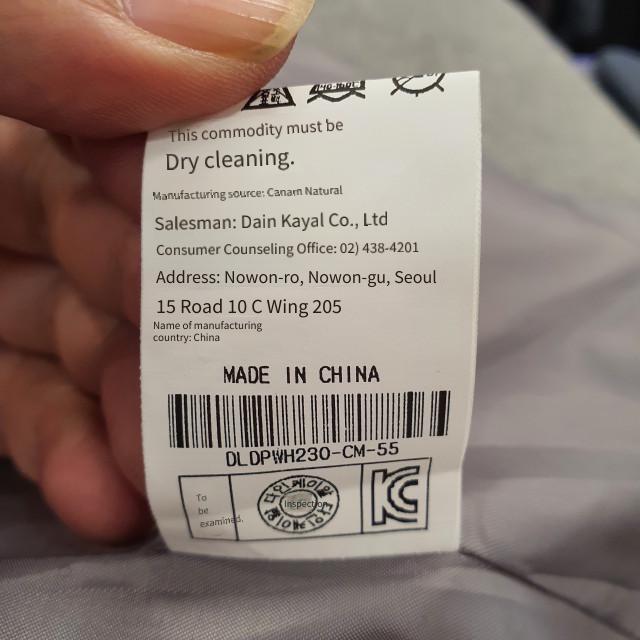 This commodity must be
Dry cleaning.
Manufacturing source: Canam Natural
Salesman: Dain Kayal Co., Ltd
Consumer Counseling Office: 02) 438-4201
Address: Nowon-ro, Nowon-gu, Seoul
15 Road 10 C Wing 205
Name of manufacturing
country: China
MADE IN CHINA
DLDPWH230-CM-55
To
be
examined.
Inspection
KC